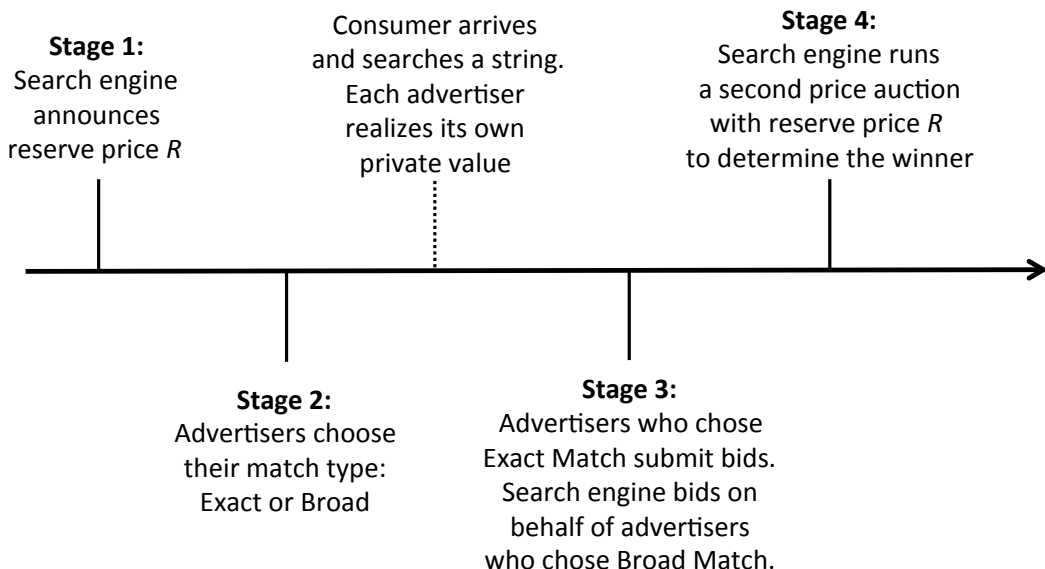 Stage 1:
Search engine
announces
reserve price R
Consumer arrives
and searches a string.
Each advertiser
realizes its own
private value
Stage 4:
Search engine runs
a second price auction
with reserve price R
to determine the winner
Stage 2:
Advertisers choose
their match type:
Exact or Broad
Stage 3:
Advertisers who chose
Exact Match submit bids.
Search engine bids on
behalf of advertisers
who chose Broad Match.